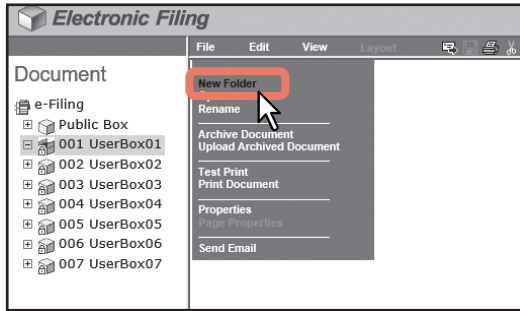 Electronic Filing
File Edit View Layout
Document
e-Filing
Public Box
001 UserBox01
002 UserBox02
003 UserBox03
004 UserBox04
005 UserBox05
006 UserBox06
007 UserBox07
New Folder
Rename
Archive Document
Upload Archived Document
Test Print
Print Document
Properties
Page Properties
Send Email